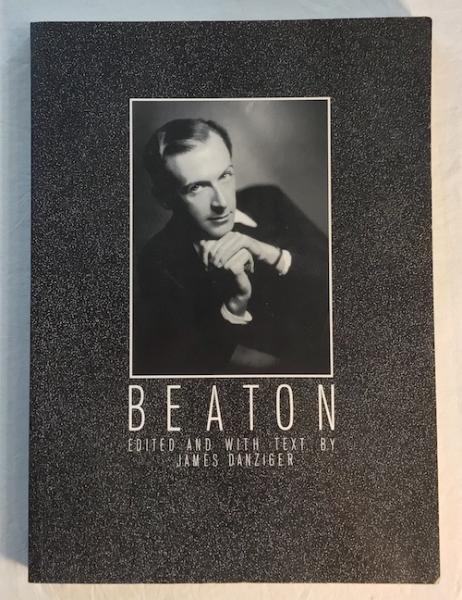 BEATON
EDITED AND WITH TEXT BY
JAMES DANZIGER